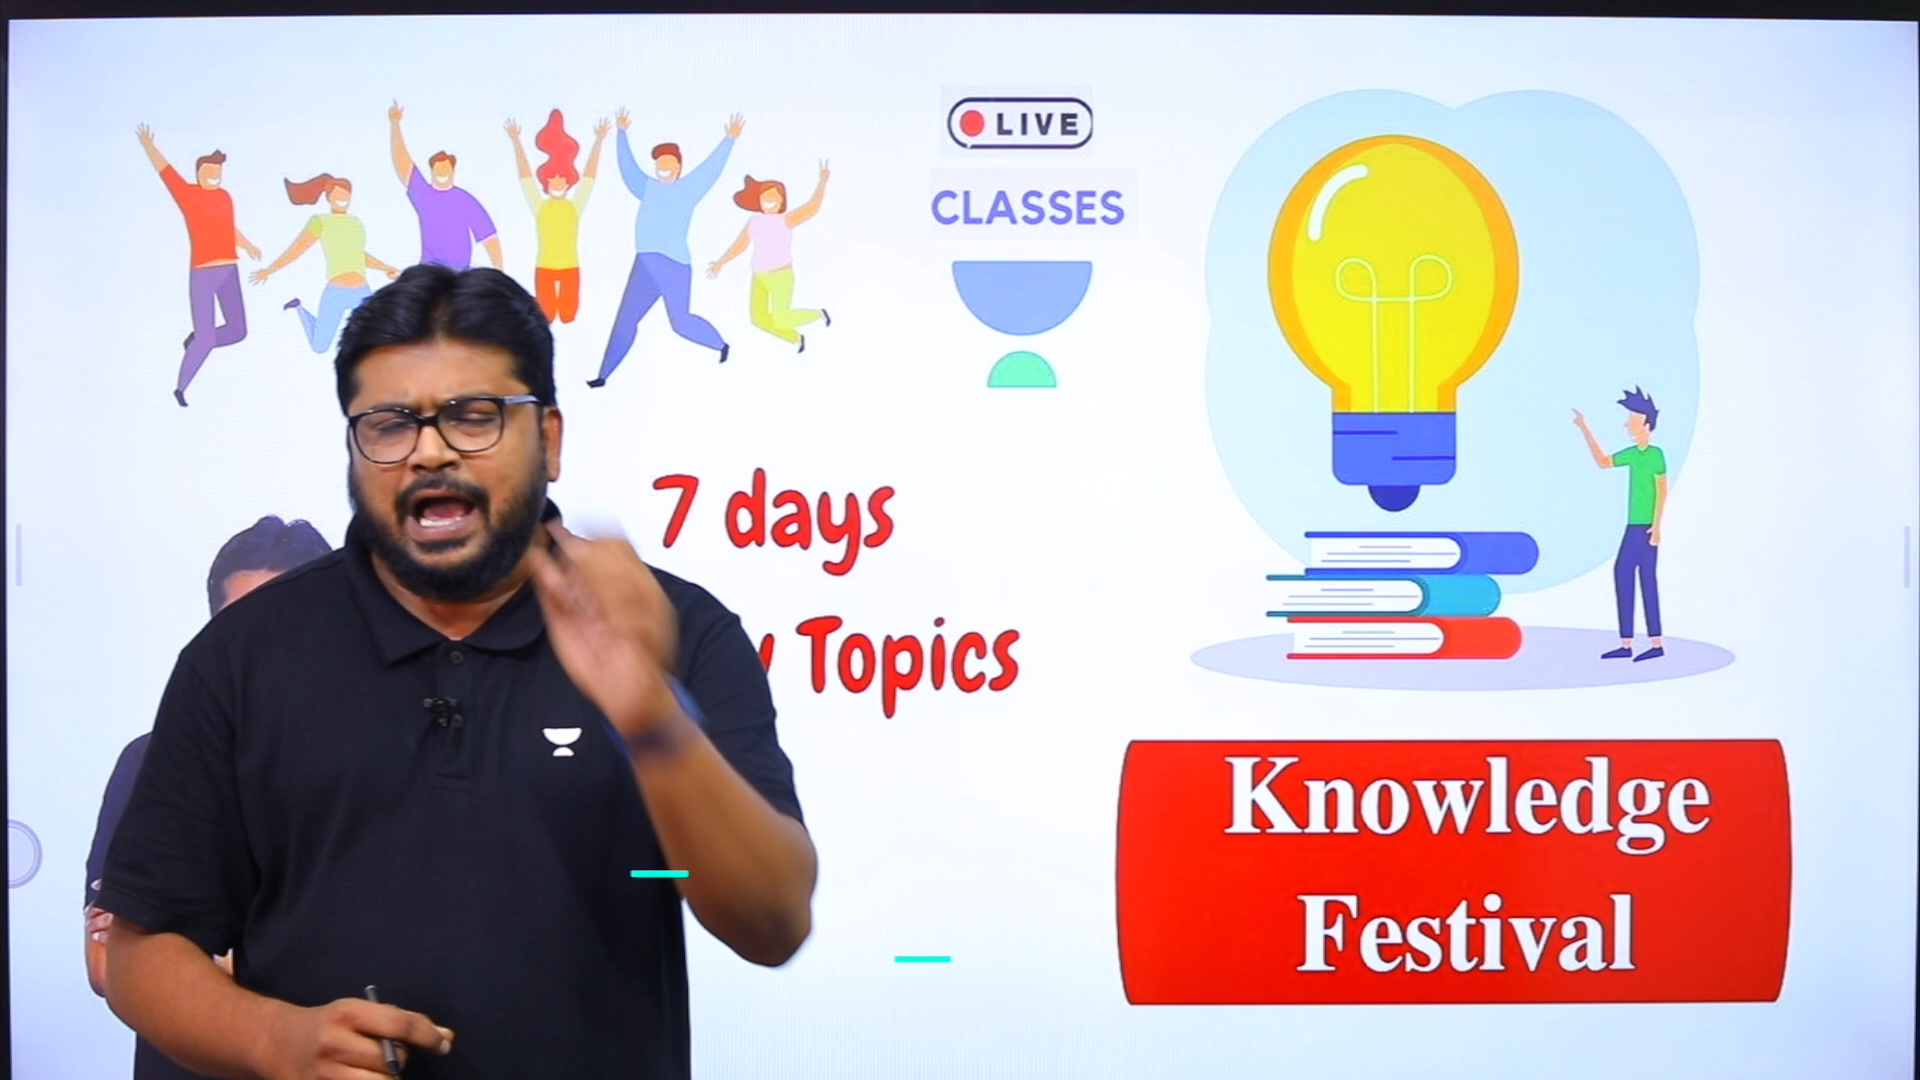 LIVE
CLASSES
7 days
Topics
Knowledge
Festival